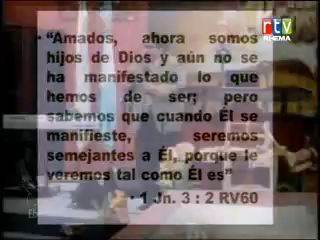 rtv
RHEMA
• “Amados, ahora somos
hijos de Dios y aún no se
ha manifestado lo que
hemos de ser; pero
sabemos que cuando Él se
manifieste, seremos
semejantes a Él, porque le
veremos tal como Él es”
• 1 Jn. 3 : 2 RV60